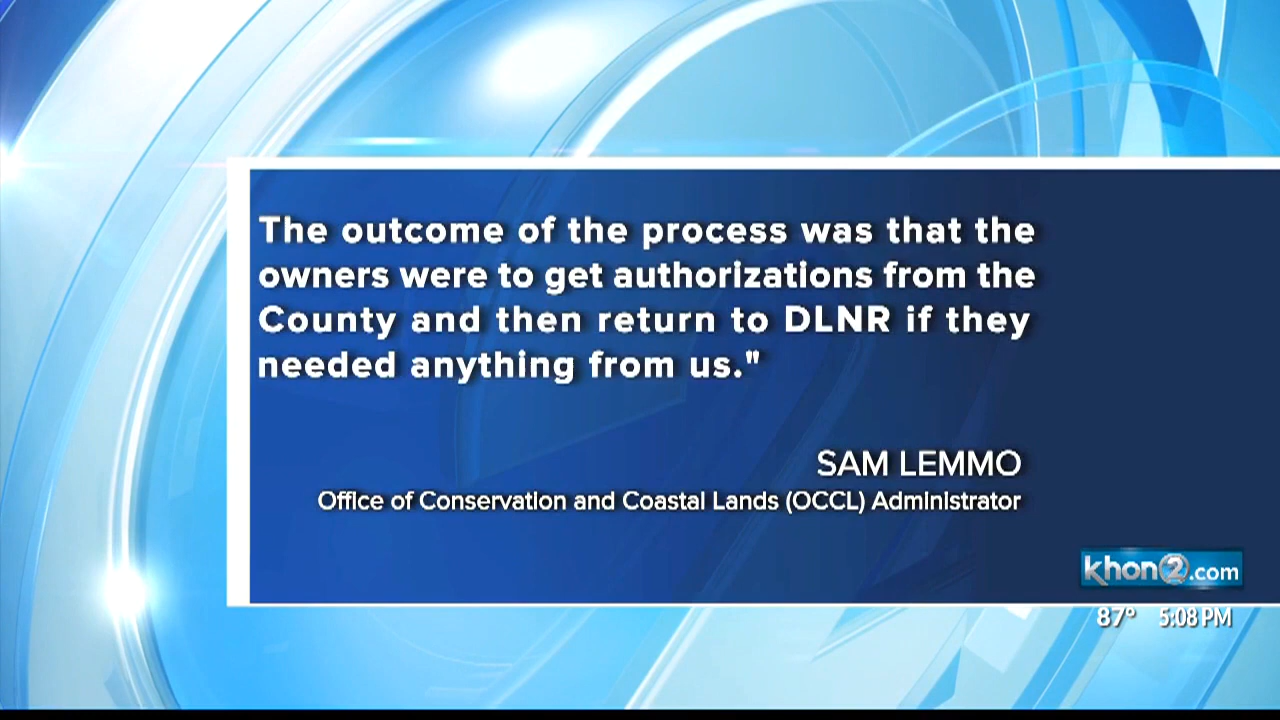 The outcome of the process was that the
owners were to get authorizations from the
County and then return to DLNR if they
needed anything from us."
SAM LEMMO
Office of Conservation and Coastal Lands (OCCL) Administrator
khon2.com
87° 5:08 PM